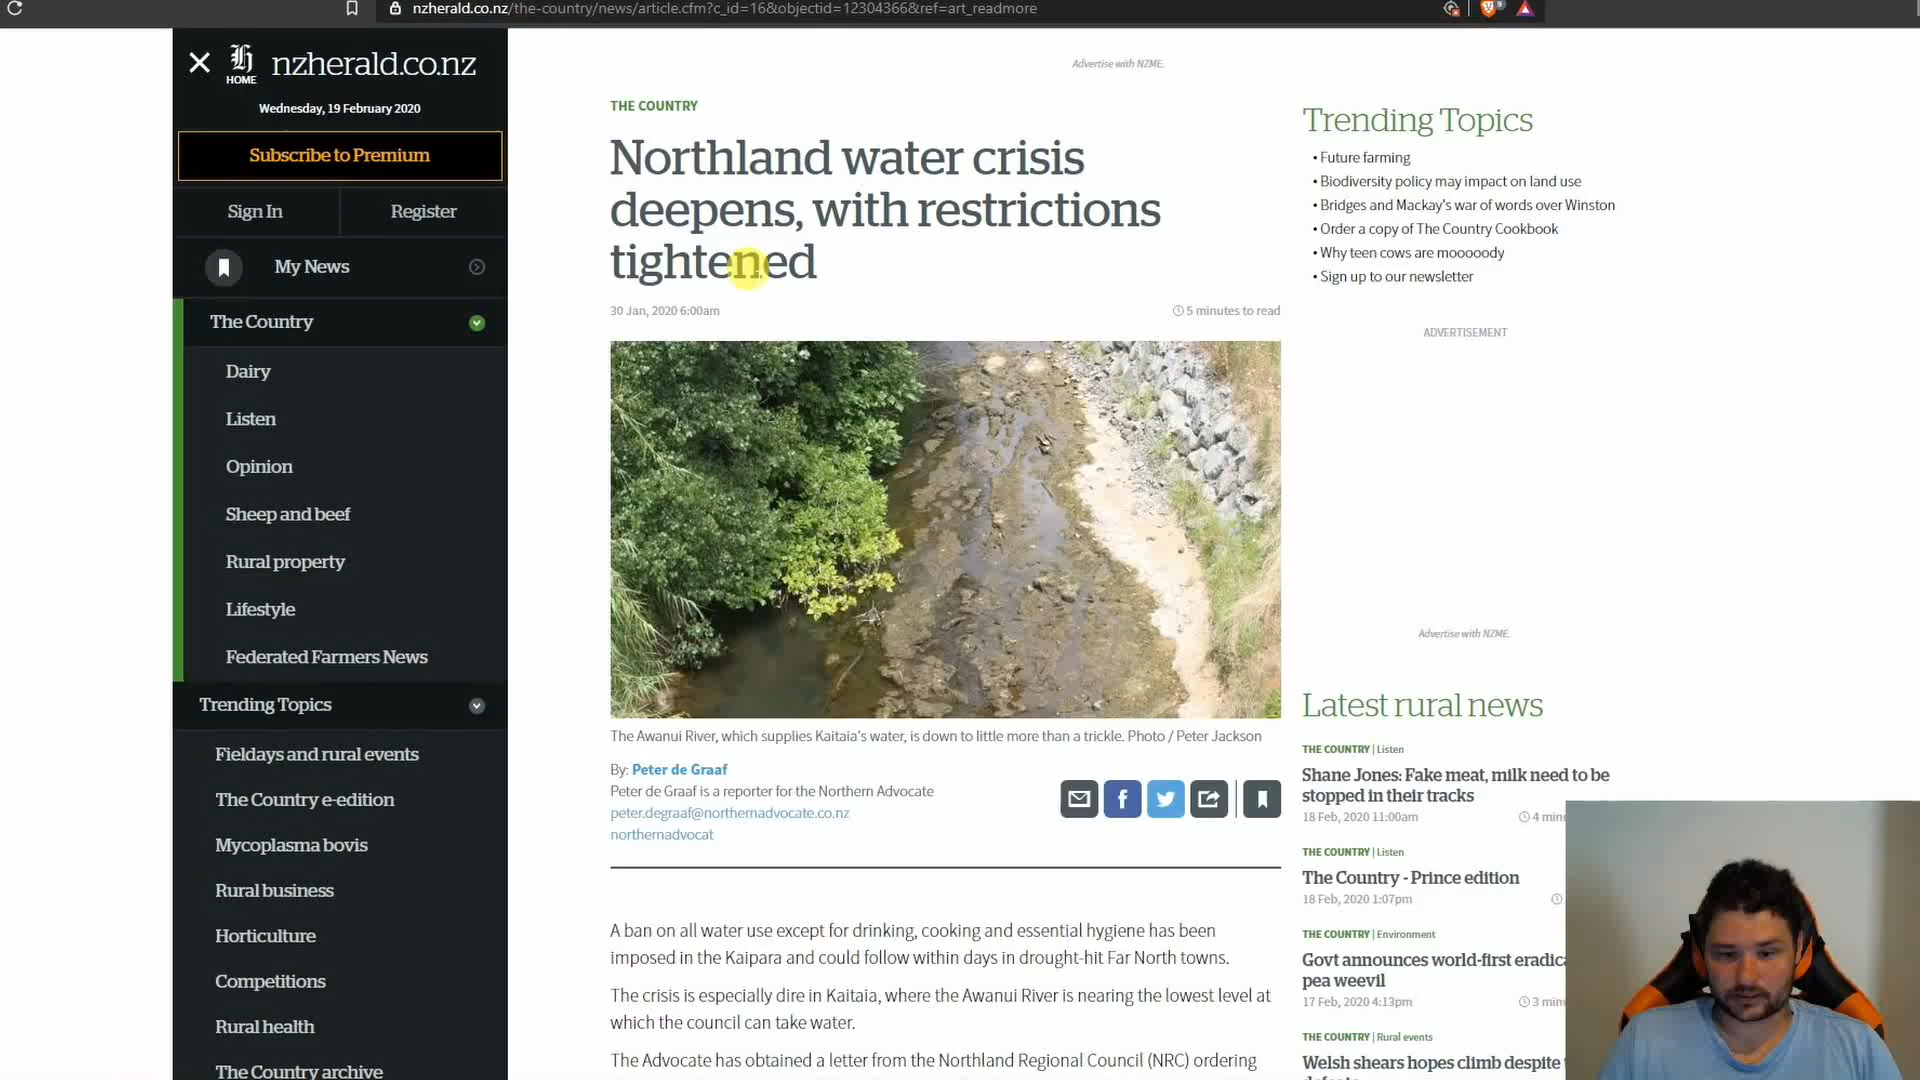 nzherald.co.nz/the-country/news/article.cfm?c_id=16&objectid=12304366&ref=art_readmore
HOME
nzherald.co.nz
Wednesday, 19 February 2020
Subscribe to Premium
Sign In
Register
My News
The Country
Dairy
Listen
Opinion
Sheep and beef
Rural property
Lifestyle
Federated Farmers News
Trending Topics
Fieldays and rural events
The Country e-edition
Mycoplasma bovis
Rural business
Horticulture
Competitions
Rural health
The Country archive
Advertise with NZME.
THE COUNTRY
Northland water crisis
deepens, with restrictions
tightened
30 Jan, 2020 6:00am
5 minutes to read
The Awanui River, which supplies Kaitaia's water, is down to little more than a trickle. Photo / Peter Jackson
By: Peter de Graaf
Peter de Graaf is a reporter for the Northern Advocate
peter.degraaf@northernadvocate.co.nz
northernadvocat
A ban on all water use except for drinking, cooking and essential hygiene has been
imposed in the Kaipara and could follow within days in drought-hit Far North towns.
The crisis is especially dire in Kaitaia, where the Awanui River is nearing the lowest level at
which the council can take water.
The Advocate has obtained a letter from the Northland Regional Council (NRC) ordering
Trending Topics
• Future farming
• Biodiversity policy may impact on land use
• Bridges and Mackay's war of words over Winston
• Order a copy of The Country Cookbook
• Why teen cows are mooooody
• Sign up to our newsletter
ADVERTISEMENT
Advertise with NZME.
Latest rural news
THE COUNTRY | Listen
Shane Jones: Fake meat, milk need to be
stopped in their tracks
18 Feb, 2020 11:00am
4 minu
THE COUNTRY | Listen
The Country - Prince edition
18 Feb, 2020 1:07pm
THE COUNTRY | Environment
Govt announces world-first eradica
pea weevil
17 Feb, 2020 4:13pm
3 min
THE COUNTRY | Rural events
Welsh shears hopes climb despite